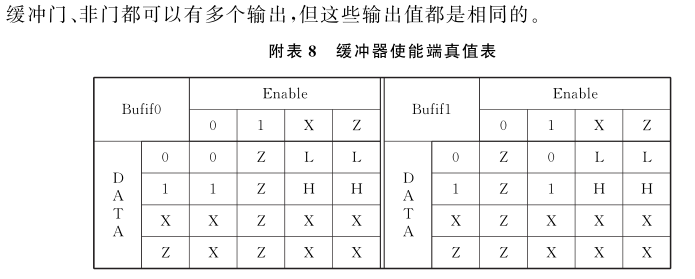 缓冲门、非门都可以有多个输出,但这些输出值都是相同的。
附表 8 缓冲器使能端真值表
Bufif0 Enable Bufif1 Enable
0 1 X Z 0 1 X Z
DATA 0 0 Z L L DATA 0 Z 0 L L
1 1 Z H H 1 Z 1 H H
X X Z X X X Z X X X
Z X Z X X Z Z X X X